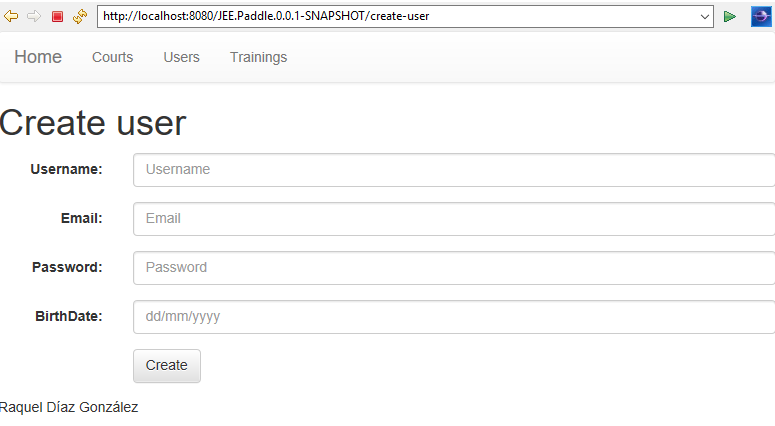 http://localhost:8080/JEE.Paddle.0.0.1-SNAPSHOT/create-user
Home Courts Users Trainings
Create user
Username: Username
Email: Email
Password: Password
BirthDate: dd/mm/yyyy
Create
Raquel Díaz González